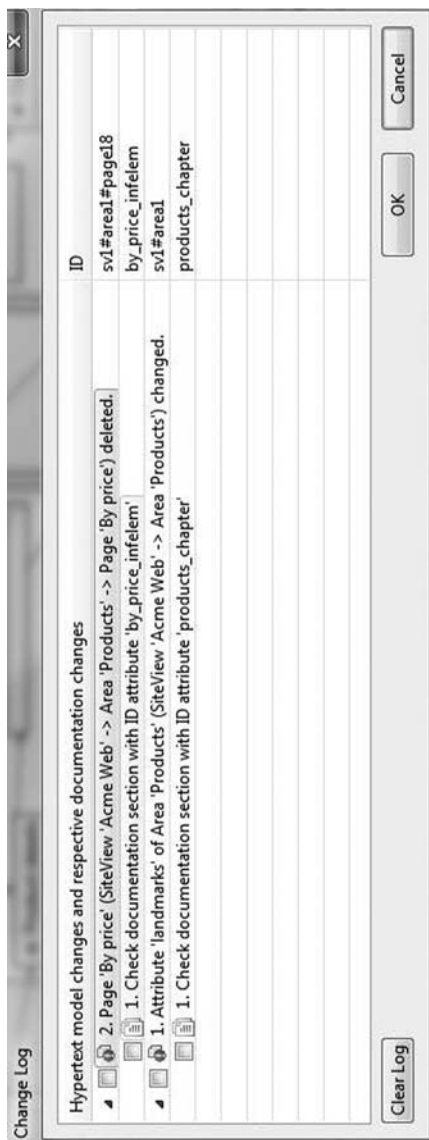 Change Log
Hypertext model changes and respective documentation changes ID
2. Page 'By price' (SiteView 'Acme Web' -> Area 'Products' -> Page 'By price') deleted. sv1#area1#page18
1. Check documentation section with ID attribute 'by_price_infelem' by_price_infelem
1. Attribute 'landmarks' of Area 'Products' (SiteView 'Acme Web' -> Area 'Products') changed. sv1#area1
1. Check documentation section with ID attribute 'products_chapter' products_chapter
Clear Log OK Cancel